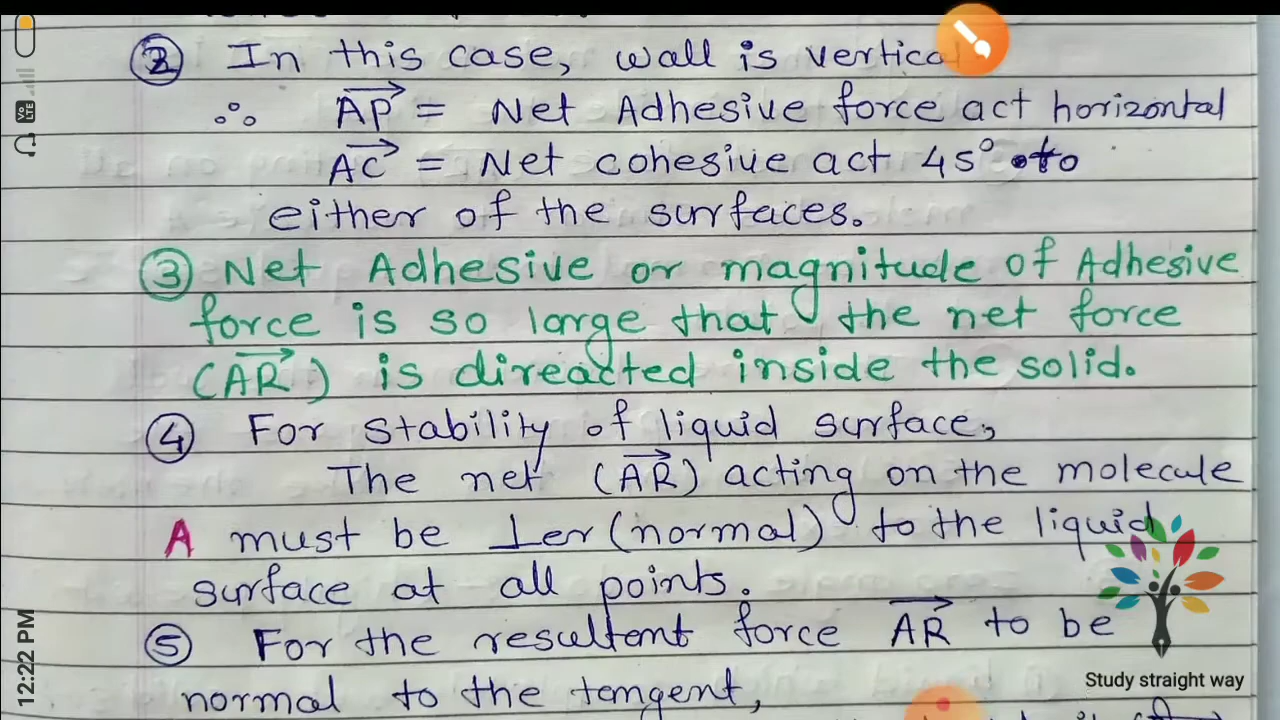 ② In this case, wall is vertical
∴ AP = Net Adhesive force act horizontal
AC = Net cohesive act 45° to
either of the surfaces.
③ Net Adhesive or magnitude of Adhesive
force is so large that the net force
(AR) is direacted inside the solid.
④ For stability of liquid surface,
The net (AR) acting on the molecule
A must be ⊥er (normal) to the liquid
surface at all points.
⑤ For the resultent force AR to be
normal to the tangent,
Study straight way
12:22 PM
Vo LTE